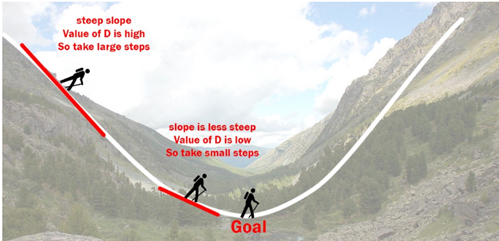 steep slope
Value of D is high
So take large steps
slope is less steep
Value of D is low
So take small steps
Goal